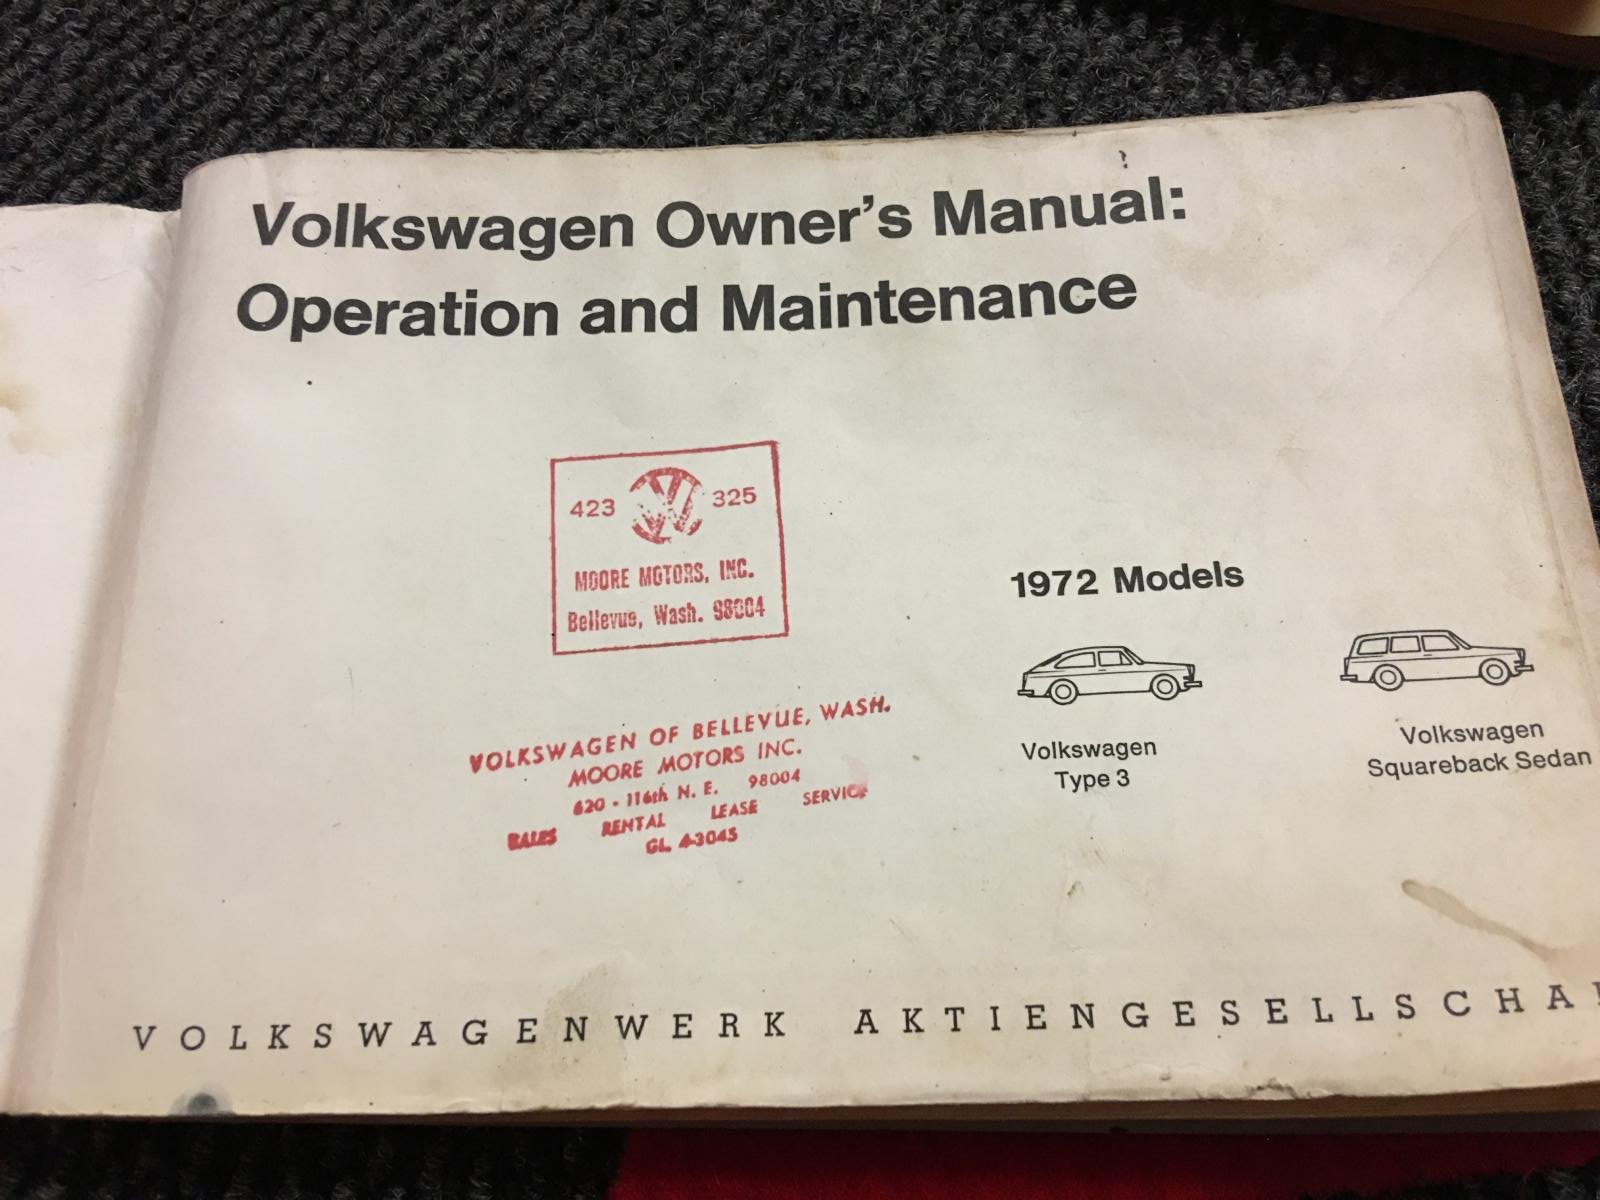 Volkswagen Owner's Manual:
Operation and Maintenance
423 325
MOORE MOTORS, INC.
Bellevue, Wash. 98004
VOLKSWAGEN OF BELLEVUE, WASH.
MOORE MOTORS INC.
620 - 116th N. E. 98004
SALES RENTAL LEASE SERVICE
GL. 4-3045
1972 Models
Volkswagen
Type 3
Volkswagen
Squareback Sedan
VOLKSWAGENWERK AKTIENGESELLSCHA